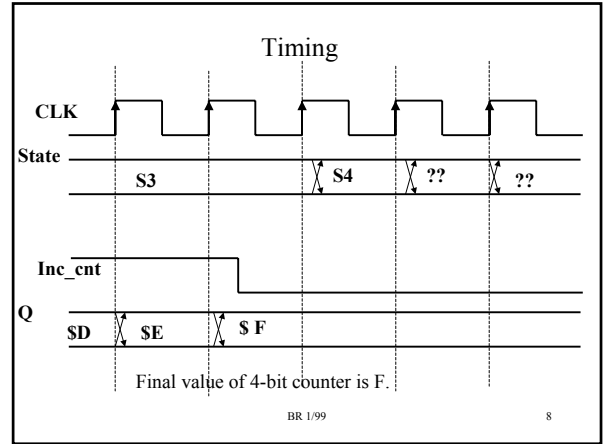 Timing
CLK
State
S3 S4 ?? ??
Inc_cnt
Q
$D $E $ F
Final value of 4-bit counter is F.
BR 1/99 8